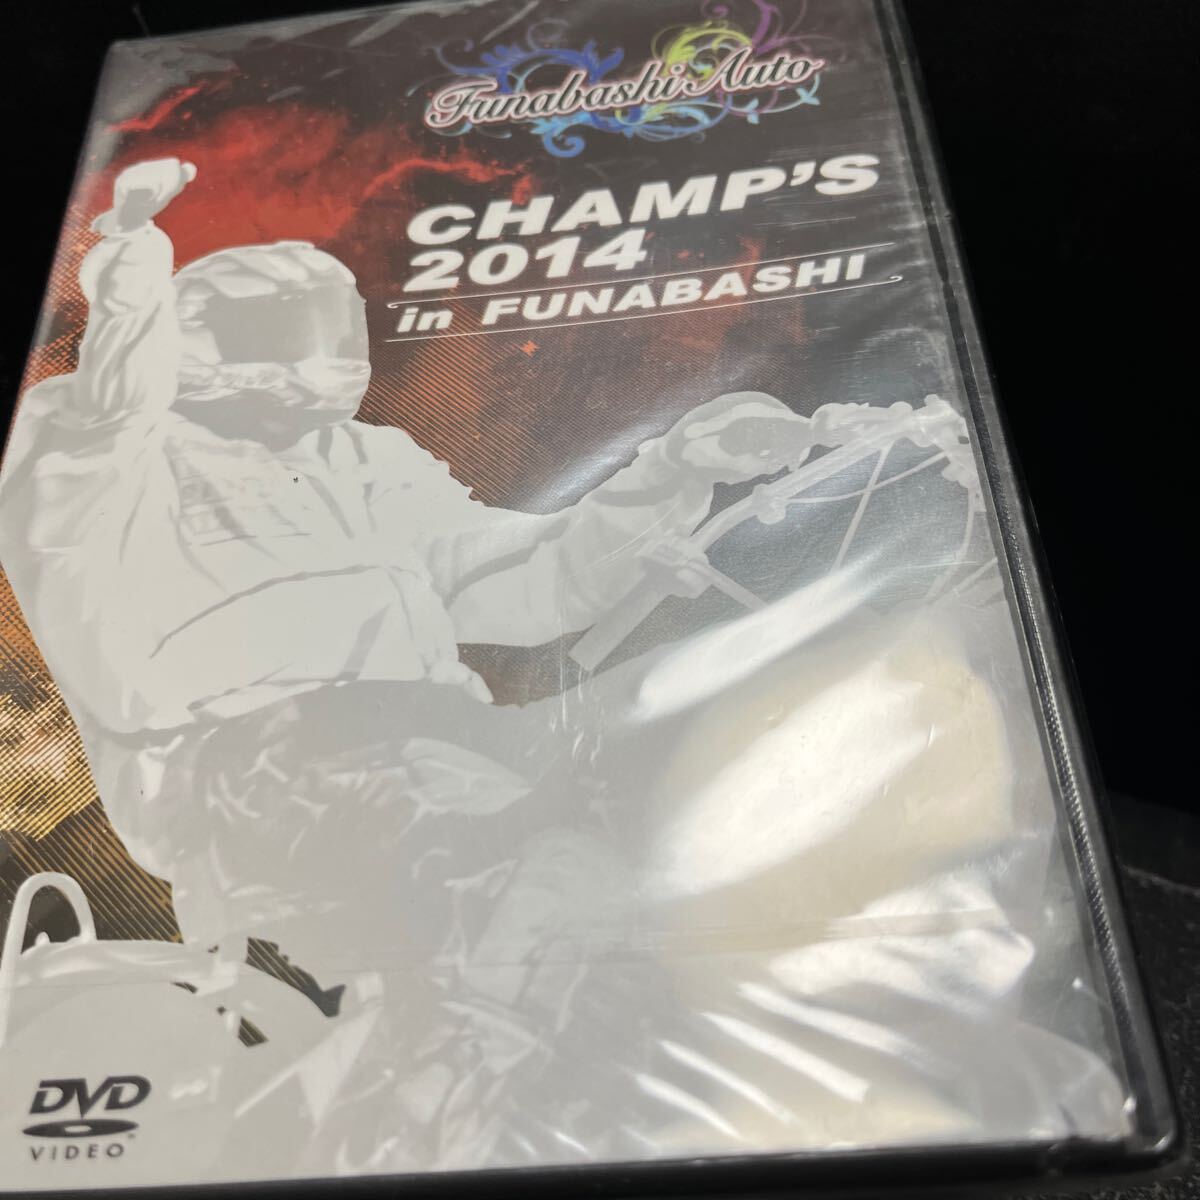 Funabashi Auto
CHAMP'S
2014
in FUNABASHI
DVD
VIDEO